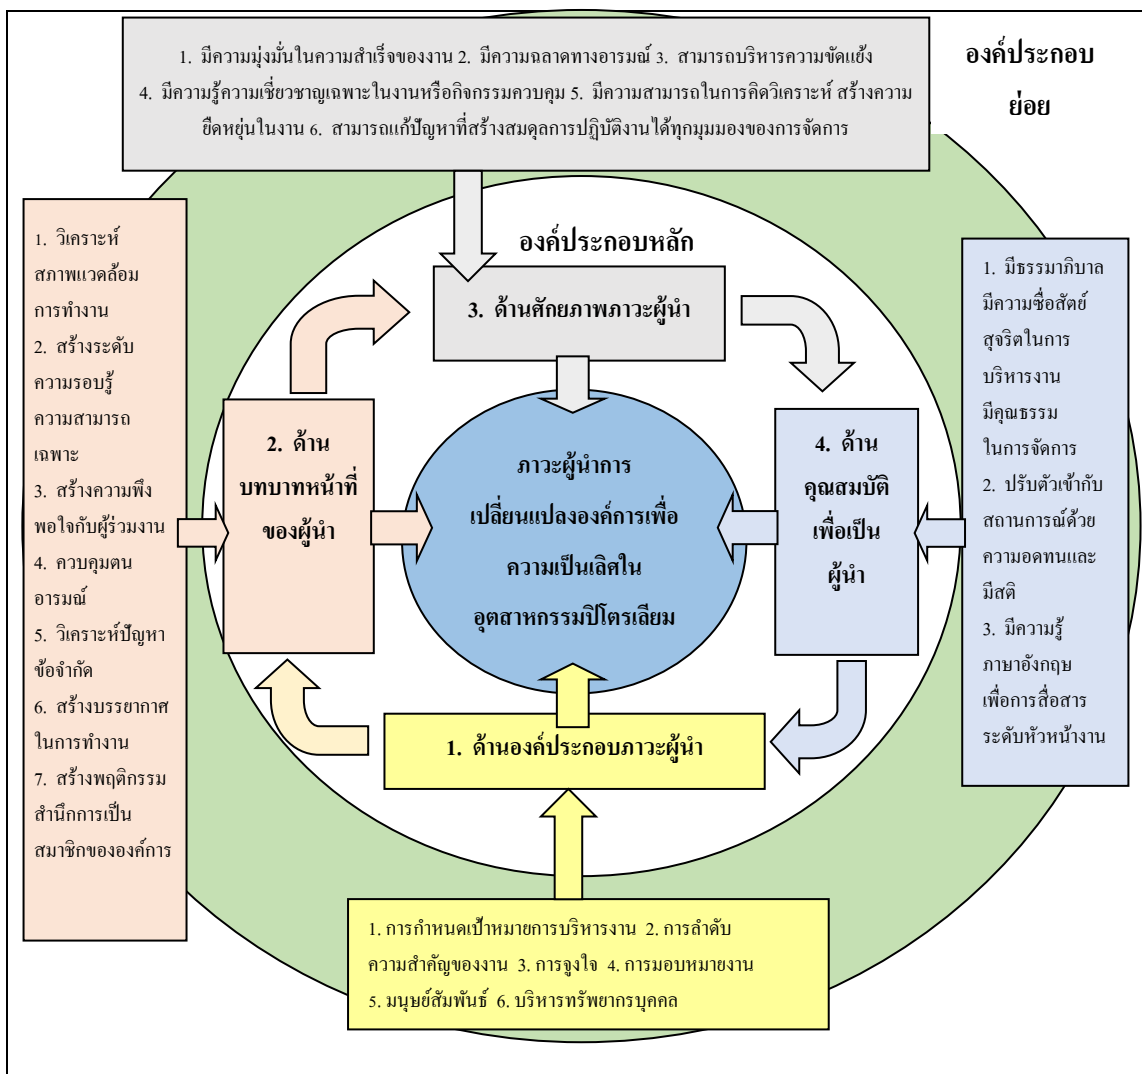 1. มีความมุ่งมั่นในความสำเร็จของงาน 2. มีความฉลาดทางอารมณ์ 3. สามารถบริหารความขัดแย้ง
4. มีความรู้ความเชี่ยวชาญเฉพาะในงานหรือกิจกรรมควบคุม 5. มีความสามารถในการคิดวิเคราะห์ สร้างความ
ยืดหยุ่นในงาน 6. สามารถแก้ปัญหาที่สร้างสมดุลการปฏิบัติงานได้ทุกมุมมองของการจัดการ
องค์ประกอบ
ย่อย
องค์ประกอบหลัก
3. ด้านศักยภาพภาวะผู้นำ
1. วิเคราะห์
สภาพแวดล้อม
การทำงาน
2. สร้างระดับ
ความรอบรู้
ความสามารถ
เฉพาะ
3. สร้างความพึง
พอใจกับผู้ร่วมงาน
4. ควบคุมตน
อารมณ์
5. วิเคราะห์ปัญหา
ข้อจำกัด
6. สร้างบรรยากาศ
ในการทำงาน
7. สร้างพฤติกรรม
สำนึกการเป็น
สมาชิกขององค์การ
2. ด้าน
บทบาทหน้าที่
ของผู้นำ
ภาวะผู้นำการ
เปลี่ยนแปลงองค์การเพื่อ
ความเป็นเลิศใน
อุตสาหกรรมปิโตรเลียม
4. ด้าน
คุณสมบัติ
เพื่อเป็น
ผู้นำ
1. มีธรรมาภิบาล
มีความซื่อสัตย์
สุจริตในการ
บริหารงาน
มีคุณธรรม
ในการจัดการ
2. ปรับตัวเข้ากับ
สถานการณ์ด้วย
ความอดทนและ
มีสติ
3. มีความรู้
ภาษาอังกฤษ
เพื่อการสื่อสาร
ระดับหัวหน้างาน
1. ด้านองค์ประกอบภาวะผู้นำ
1. การกำหนดเป้าหมายการบริหารงาน 2. การลำดับ
ความสำคัญของงาน 3. การจูงใจ 4. การมอบหมายงาน
5. มนุษย์สัมพันธ์ 6. บริหารทรัพยากรบุคคล